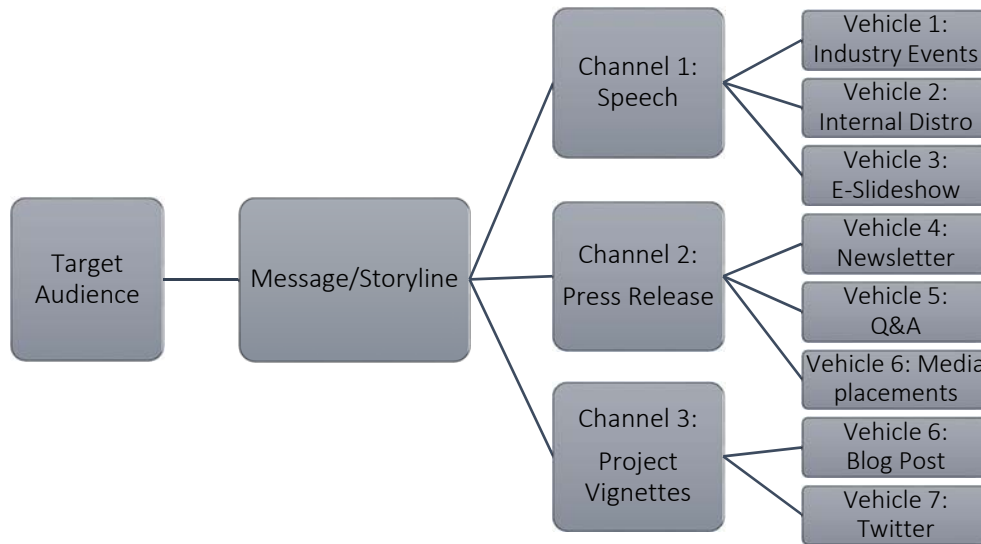 Target
Audience
Message/Storyline
Channel 1:
Speech
Vehicle 1:
Industry Events
Vehicle 2:
Internal Distro
Vehicle 3:
E-Slideshow
Channel 2:
Press Release
Vehicle 4:
Newsletter
Vehicle 5:
Q&A
Vehicle 6: Media
placements
Channel 3:
Project
Vignettes
Vehicle 6:
Blog Post
Vehicle 7:
Twitter